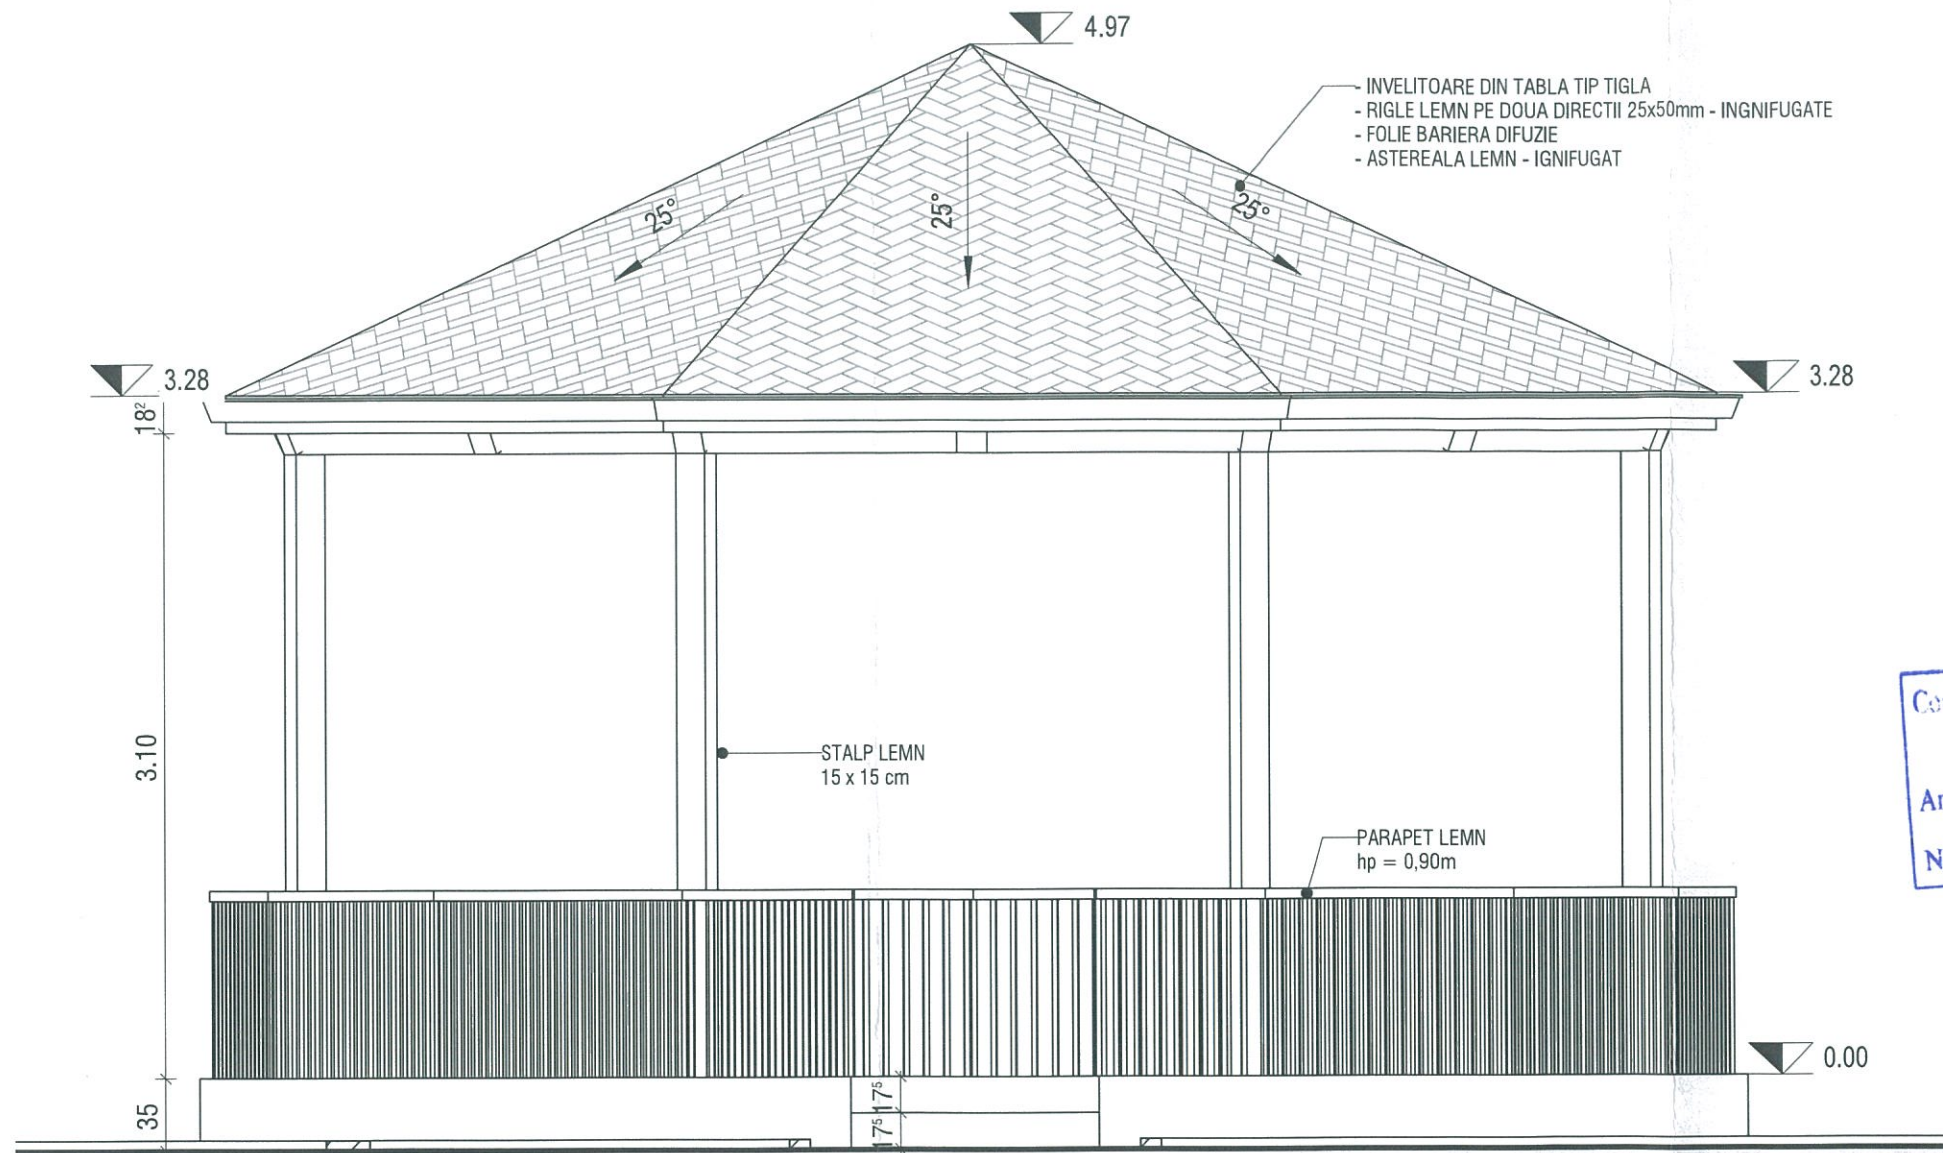 4.97
- INVELITOARE DIN TABLA TIP TIGLA
- RIGLE LEMN PE DOUA DIRECTII 25x50mm - INGNIFUGATE
- FOLIE BARIERA DIFUZIE
- ASTEREALA LEMN - IGNIFUGAT
25°
25°
25°
3.28
3.28
18²
3.10
STALP LEMN
15 x 15 cm
PARAPET LEMN
hp = 0,90m
0.00
35
17⁵
17⁵